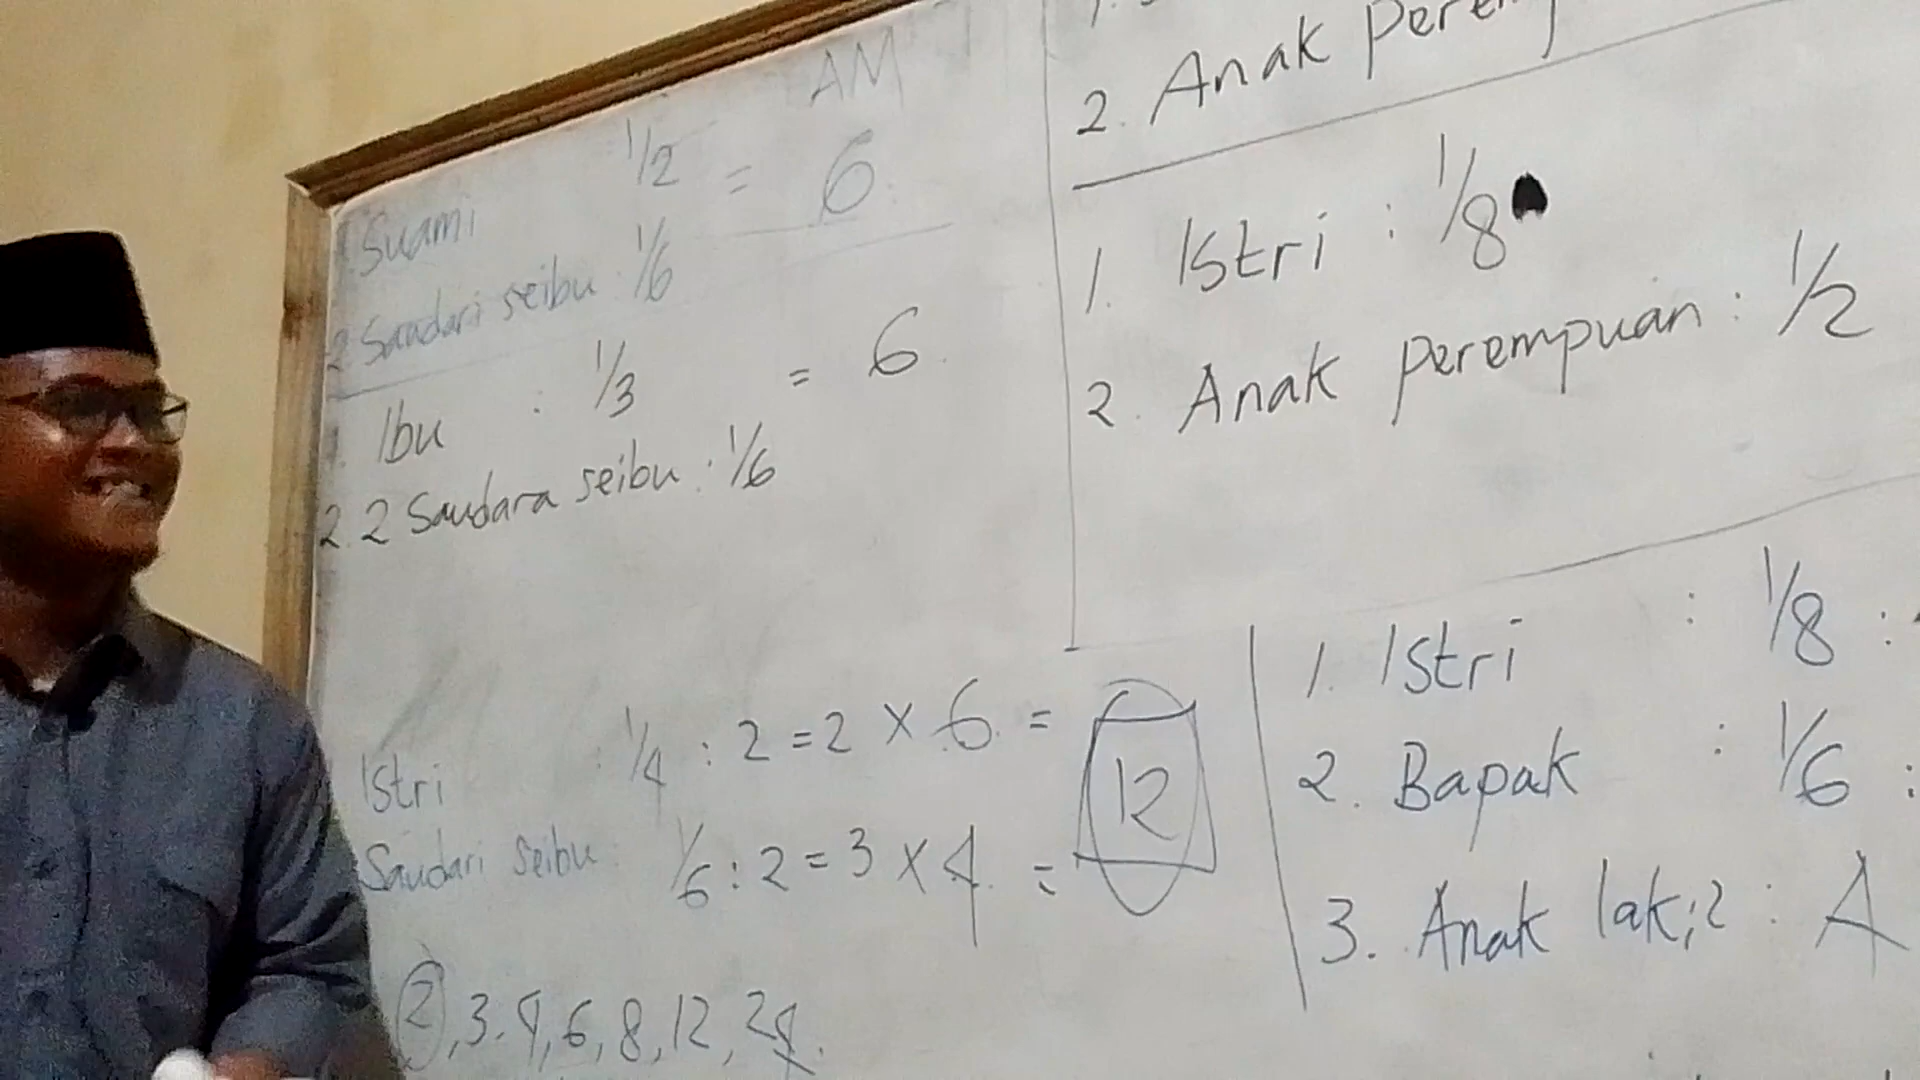 AM
1/2
1. Suami = 6
2 Saudari seibu : 1/6
1. Ibu : 1/3 = 6
2. 2 Saudara seibu : 1/6
Istri : 1/4 : 2 = 2 x 6 =
12
Saudari seibu : 1/6 : 2 = 3 x 4 =
2, 3, 4, 6, 8, 12, 24.
2. Anak
1. Istri : 1/8
2. Anak perempuan : 1/2
1. Istri : 1/8 :
2. Bapak : 1/6 :
3. Anak laki2 : A